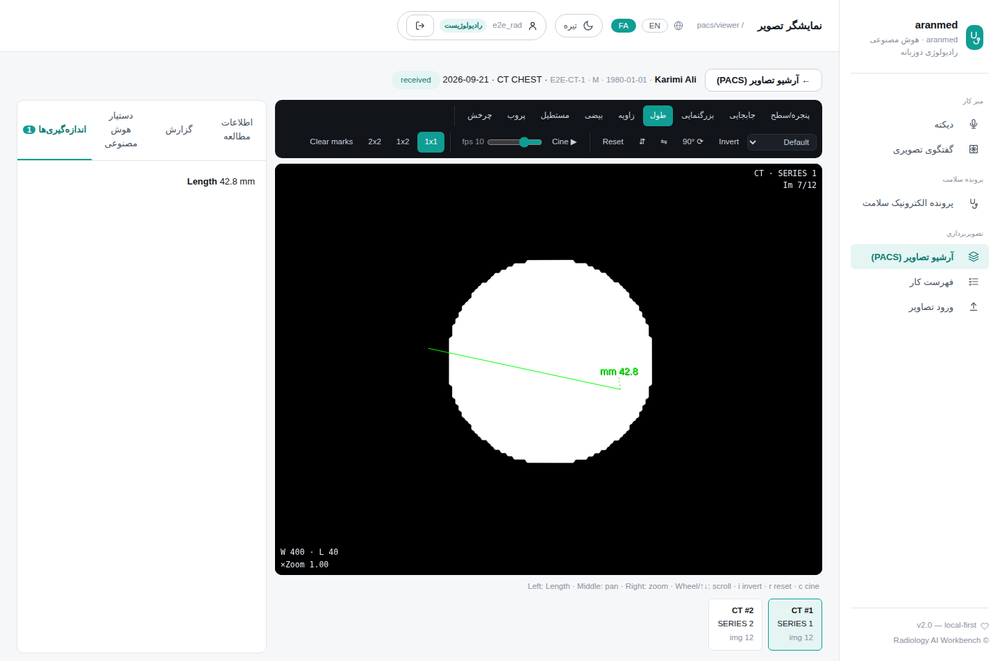 aranmed
aranmed · هوش مصنوعی
رادیولوژی دوزبانه
میز کار
دیکته
گفتگوی تصویری
پرونده سلامت
پرونده الکترونیک سلامت
تصویربرداری
آرشیو تصاویر (PACS)
فهرست کار
ورود تصاویر
v2.0 — local-first
Radiology AI Workbench ©
نمایشگر تصویر
pacs/viewer /
EN
FA
تیره
e2e_rad
رادیولوژیست
← آرشیو تصاویر (PACS)
Karimi Ali · E2E-CT-1 · M · 1980-01-01 · 2026-09-21 · CT CHEST
received
پنجره/سطح
جابجایی
بزرگنمایی
طول
زاویه
بیضی
مستطیل
پروب
چرخش
Default
Invert
90° ⟳
⇋
⇵
Reset
Cine ▶
fps 10
1x1
1x2
2x2
Clear marks
CT · SERIES 1
Im 7/12
mm 42.8
W 400 · L 40
×Zoom 1.00
Left: Length · Middle: pan · Right: zoom · Wheel/↑↓: scroll · i invert · r reset · c cine
CT #1
SERIES 1
img 12
CT #2
SERIES 2
img 12
اطلاعات
مطالعه
گزارش
دستیار
هوش
مصنوعی
اندازه‌گیری‌ها 1
Length 42.8 mm